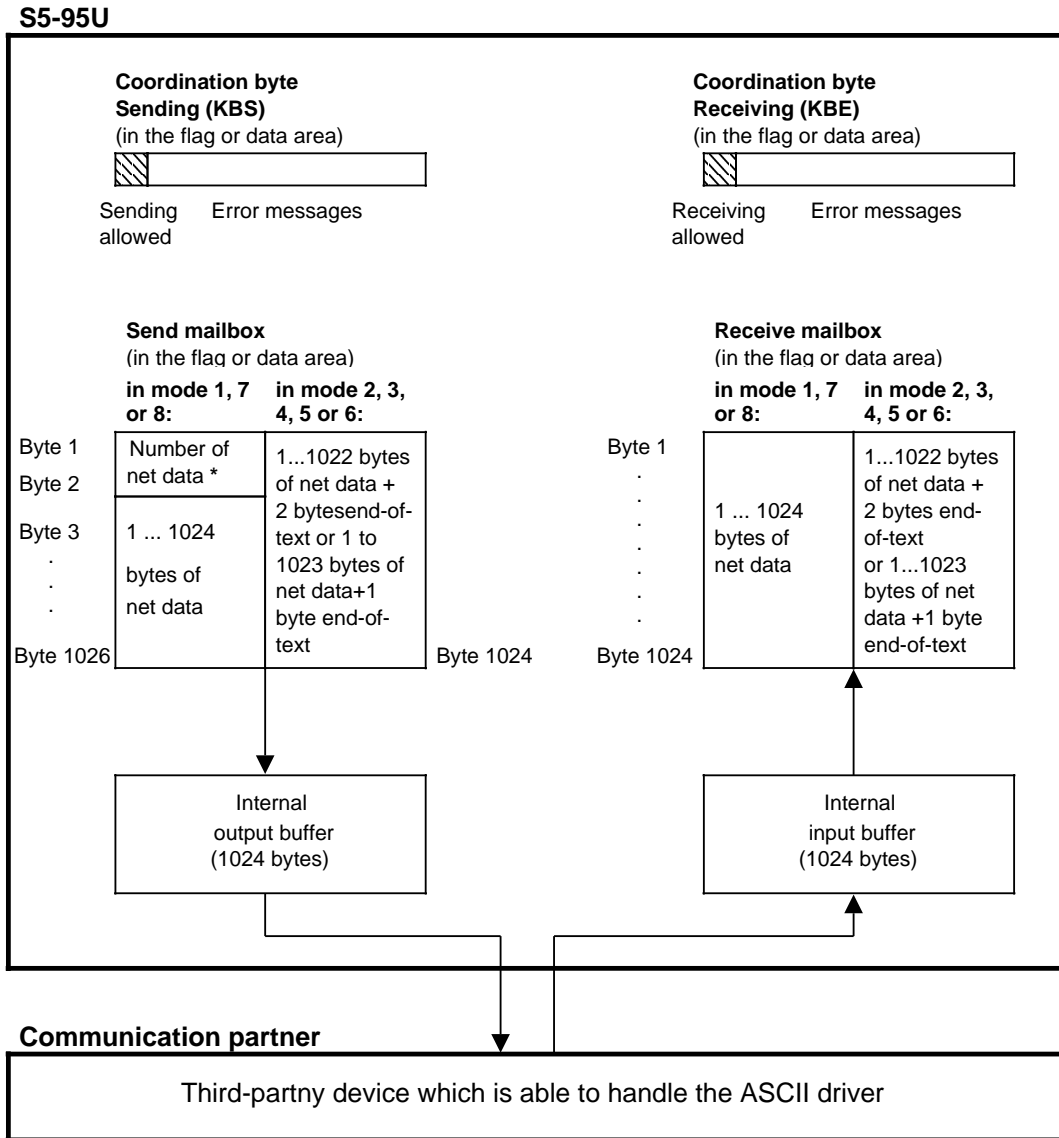 S5-95U
Coordination byte
Sending (KBS)
(in the flag or data area)
Sending allowed
Error messages
Coordination byte
Receiving (KBE)
(in the flag or data area)
Receiving allowed
Error messages
Send mailbox
(in the flag or data area)
in mode 1, 7
or 8:
in mode 2, 3,
4, 5 or 6:
Byte 1
Byte 2
Byte 3
.
.
.
Byte 1026
Number of
net data *
1 ... 1024
bytes of
net data
1...1022 bytes
of net data +
2 bytesend-of-
text or 1 to
1023 bytes of
net data+1
byte end-of-
text
Byte 1024
Receive mailbox
(in the flag or data area)
in mode 1, 7
or 8:
in mode 2, 3,
4, 5 or 6:
Byte 1
.
.
.
.
.
.
.
Byte 1024
1 ... 1024
bytes of
net data
1...1022 bytes
of net data +
2 bytes end-
of-text
or 1...1023
bytes of net
data +1 byte
end-of-text
Internal
output buffer
(1024 bytes)
Internal
input buffer
(1024 bytes)
Communication partner
Third-partny device which is able to handle the ASCII driver